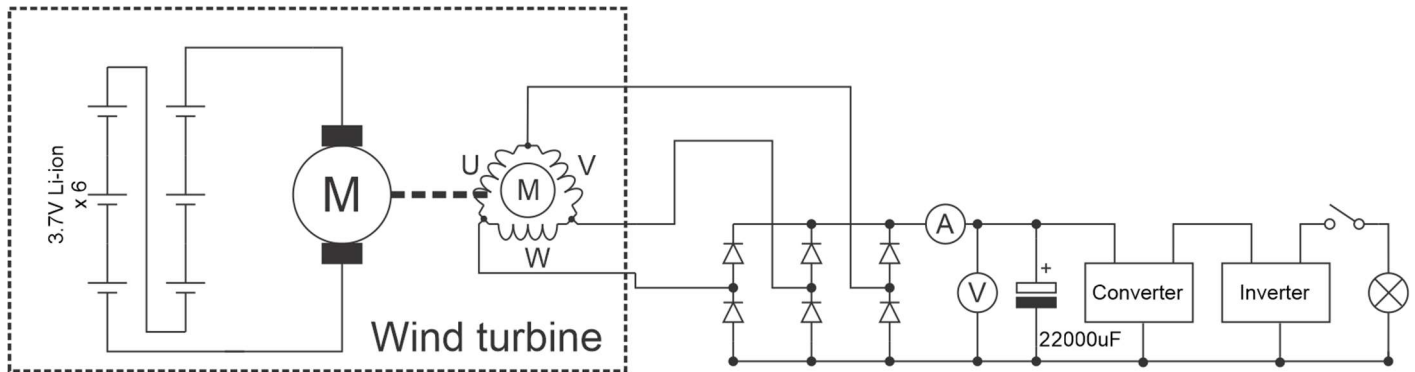 3.7V Li-ion
x 6
M
U
V
M
W
Wind turbine
A
V
+
22000uF
Converter
Inverter